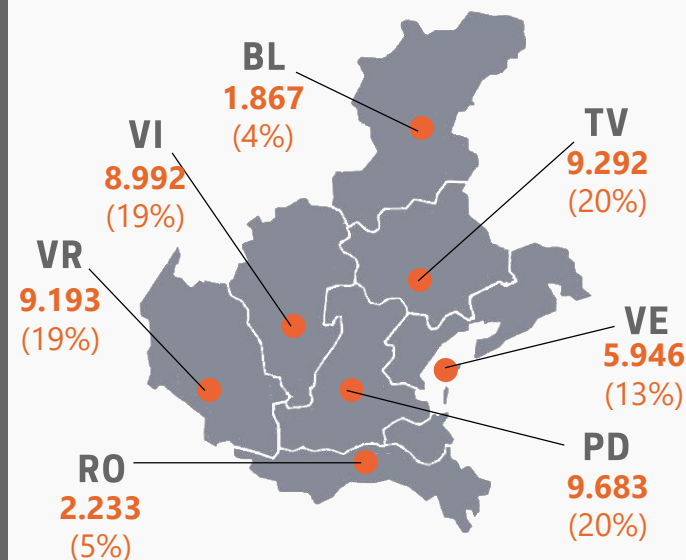 BL
1.867
(4%)
VI
8.992
(19%)
TV
9.292
(20%)
VR
9.193
(19%)
VE
5.946
(13%)
PD
9.683
(20%)
RO
2.233
(5%)